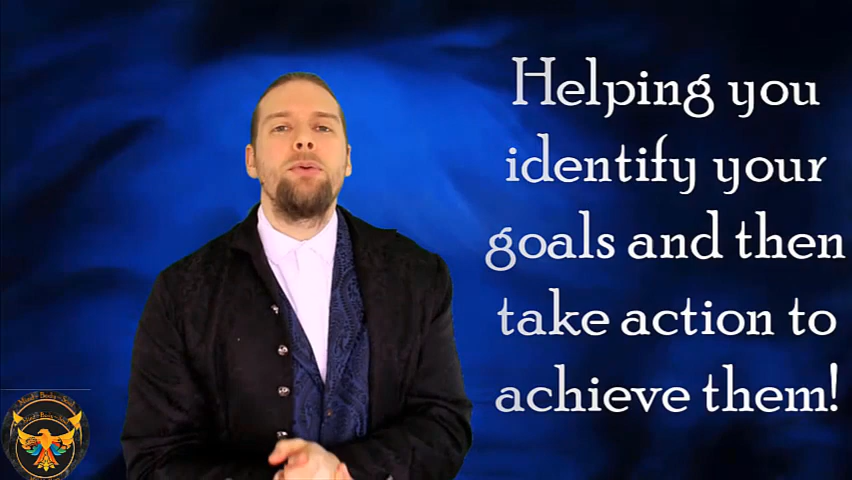 Helping you
identify your
goals and then
take action to
achieve them!